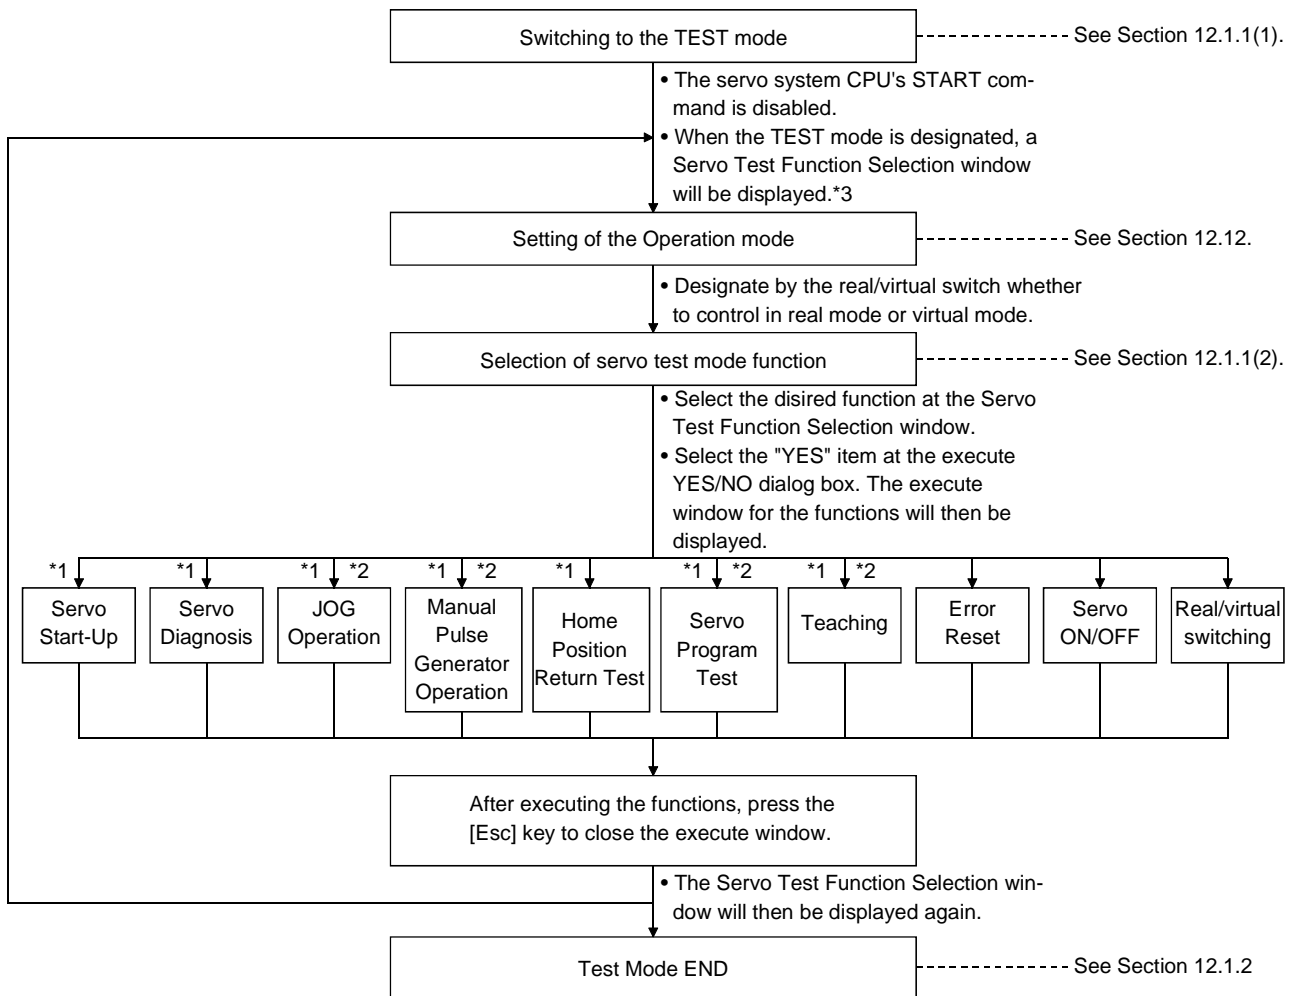 Switching to the TEST mode
See Section 12.1.1(1).
• The servo system CPU's START com-
mand is disabled.
• When the TEST mode is designated, a
Servo Test Function Selection window
will be displayed.*3
Setting of the Operation mode
See Section 12.12.
• Designate by the real/virtual switch whether
to control in real mode or virtual mode.
Selection of servo test mode function
See Section 12.1.1(2).
• Select the disired function at the Servo
Test Function Selection window.
• Select the "YES" item at the execute
YES/NO dialog box. The execute
window for the functions will then be
displayed.
*1
Servo
Start-Up
*1
Servo
Diagnosis
*1 *2
JOG
Operation
*1 *2
Manual
Pulse
Generator
Operation
*1
Home
Position
Return Test
*1 *2
Servo
Program
Test
*1 *2
Teaching
Error
Reset
Servo
ON/OFF
Real/virtual
switching
After executing the functions, press the
[Esc] key to close the execute window.
• The Servo Test Function Selection win-
dow will then be displayed again.
Test Mode END
See Section 12.1.2